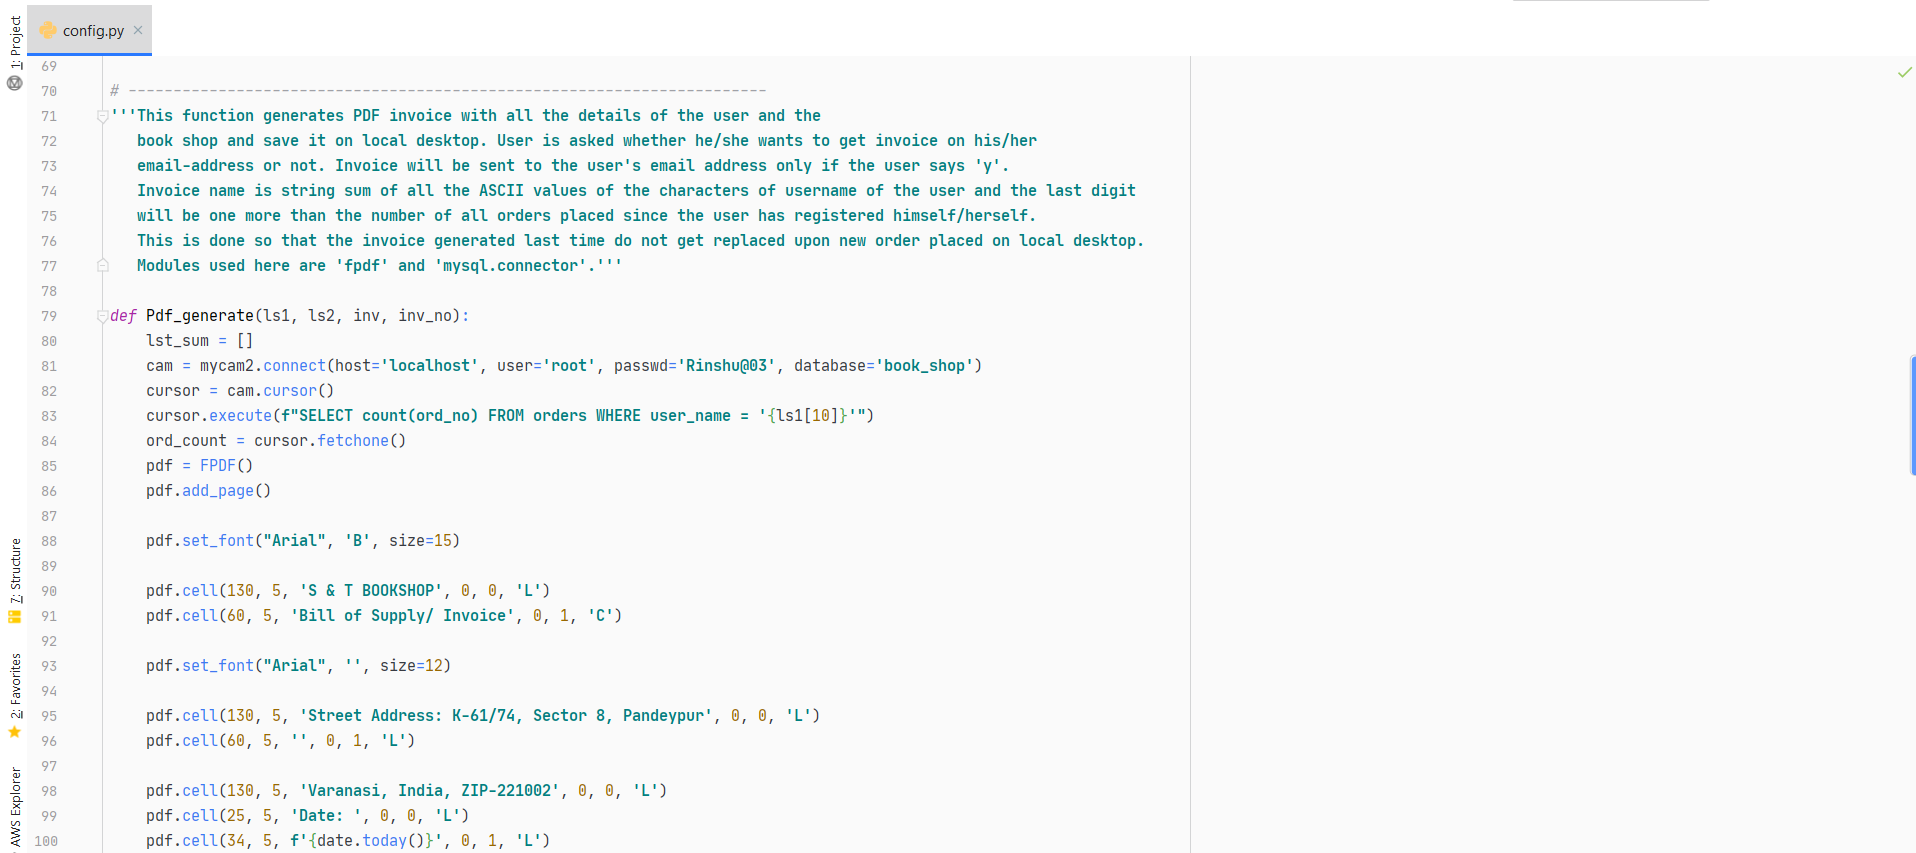 config.py
1: Project
7: Structure
2: Favorites
AWS Explorer
69
70 # -----------------------------------------------------------------------
71 '''This function generates PDF invoice with all the details of the user and the
72 book shop and save it on local desktop. User is asked whether he/she wants to get invoice on his/her
73 email-address or not. Invoice will be sent to the user's email address only if the user says 'y'.
74 Invoice name is string sum of all the ASCII values of the characters of username of the user and the last digit
75 will be one more than the number of all orders placed since the user has registered himself/herself.
76 This is done so that the invoice generated last time do not get replaced upon new order placed on local desktop.
77 Modules used here are 'fpdf' and 'mysql.connector'.'''
78
79 def Pdf_generate(ls1, ls2, inv, inv_no):
80 lst_sum = []
81 cam = mycam2.connect(host='localhost', user='root', passwd='Rinshu@03', database='book_shop')
82 cursor = cam.cursor()
83 cursor.execute(f"SELECT count(ord_no) FROM orders WHERE user_name = '{ls1[10]}'")
84 ord_count = cursor.fetchone()
85 pdf = FPDF()
86 pdf.add_page()
87
88 pdf.set_font("Arial", 'B', size=15)
89
90 pdf.cell(130, 5, 'S & T BOOKSHOP', 0, 0, 'L')
91 pdf.cell(60, 5, 'Bill of Supply/ Invoice', 0, 1, 'C')
92
93 pdf.set_font("Arial", '', size=12)
94
95 pdf.cell(130, 5, 'Street Address: K-61/74, Sector 8, Pandeypur', 0, 0, 'L')
96 pdf.cell(60, 5, '', 0, 1, 'L')
97
98 pdf.cell(130, 5, 'Varanasi, India, ZIP-221002', 0, 0, 'L')
99 pdf.cell(25, 5, 'Date: ', 0, 0, 'L')
100 pdf.cell(34, 5, f'{date.today()}', 0, 1, 'L')